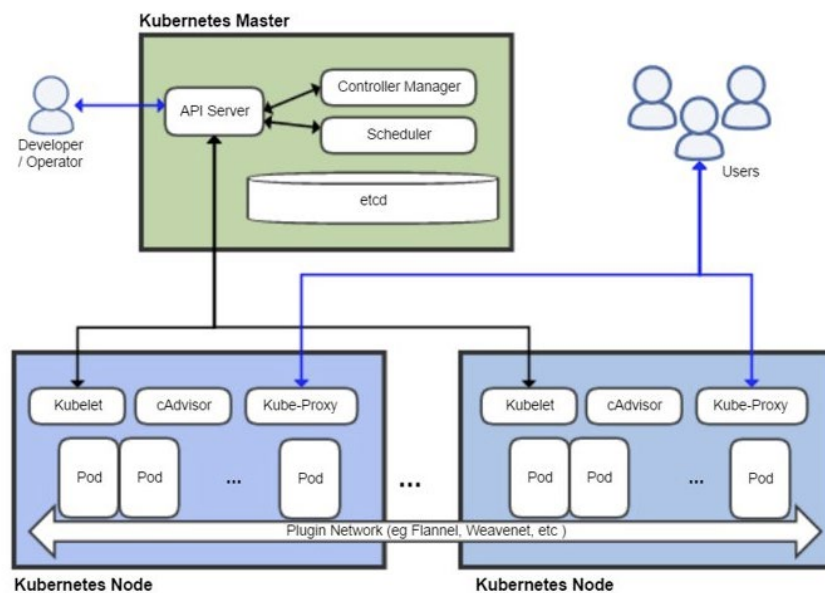 Kubernetes Master
API Server
Controller Manager
Scheduler
etcd
Developer
/ Operator
Users
Kubelet
cAdvisor
Kube-Proxy
Pod
Pod
...
Pod
...
Kubelet
cAdvisor
Kube-Proxy
Pod
Pod
...
Pod
Plugin Network (eg Flannel, Weavenet, etc )
Kubernetes Node
Kubernetes Node